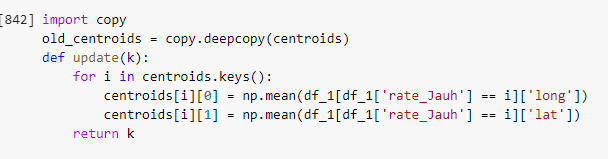 [842] import copy
old_centroids = copy.deepcopy(centroids)
def update(k):
    for i in centroids.keys():
        centroids[i][0] = np.mean(df_1[df_1['rate_Jauh'] == i]['long'])
        centroids[i][1] = np.mean(df_1[df_1['rate_Jauh'] == i]['lat'])
    return k